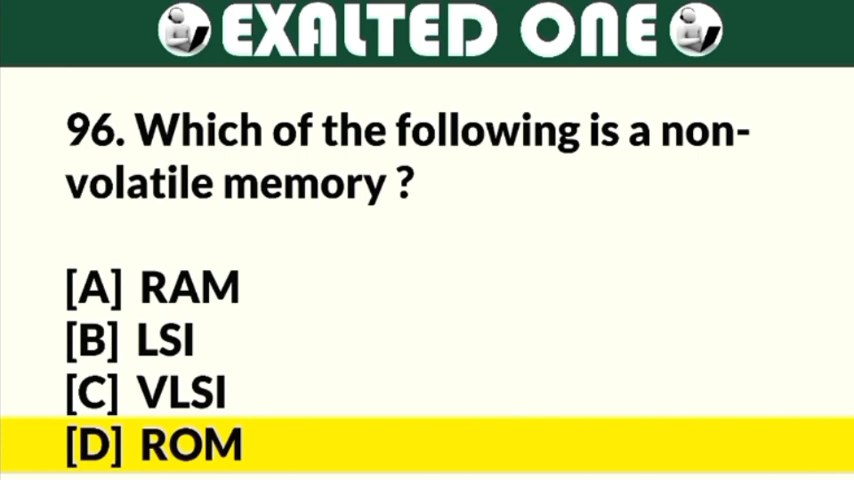 EXALTED ONE
96. Which of the following is a non-
volatile memory ?
[A] RAM
[B] LSI
[C] VLSI
[D] ROM